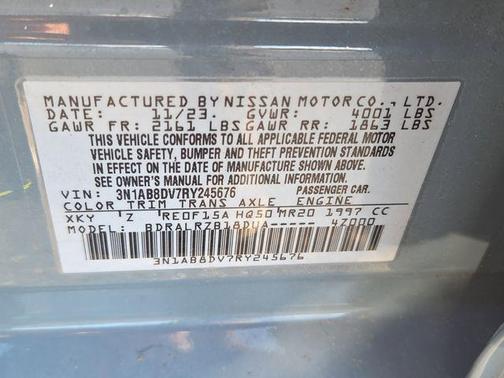 MANUFACTURED BY NISSAN MOTOR CO., LTD.
DATE: 11/23. GVWR: 4001 LBS
GAWR FR: 2161 LBS GAWR RR: 1863 LBS
THIS VEHICLE CONFORMS TO ALL APPLICABLE FEDERAL MOTOR
VEHICLE SAFETY, BUMPER AND THEFT PREVENTION STANDARDS
IN EFFECT ON THE DATE OF MANUFACTURE SHOWN ABOVE.
SEE OWNER'S MANUAL FOR ADDITIONAL INFORMATION.
VIN: 3N1AB8DV7RY245676 PASSENGER CAR.
COLOR TRIM TRANS AXLE ENGINE
XKY Z RE0F15A HQ50 MR20 1997 CC
MODEL: BDRALRZB18DUA----- 4Z000
3N1AB8DV7RY245676